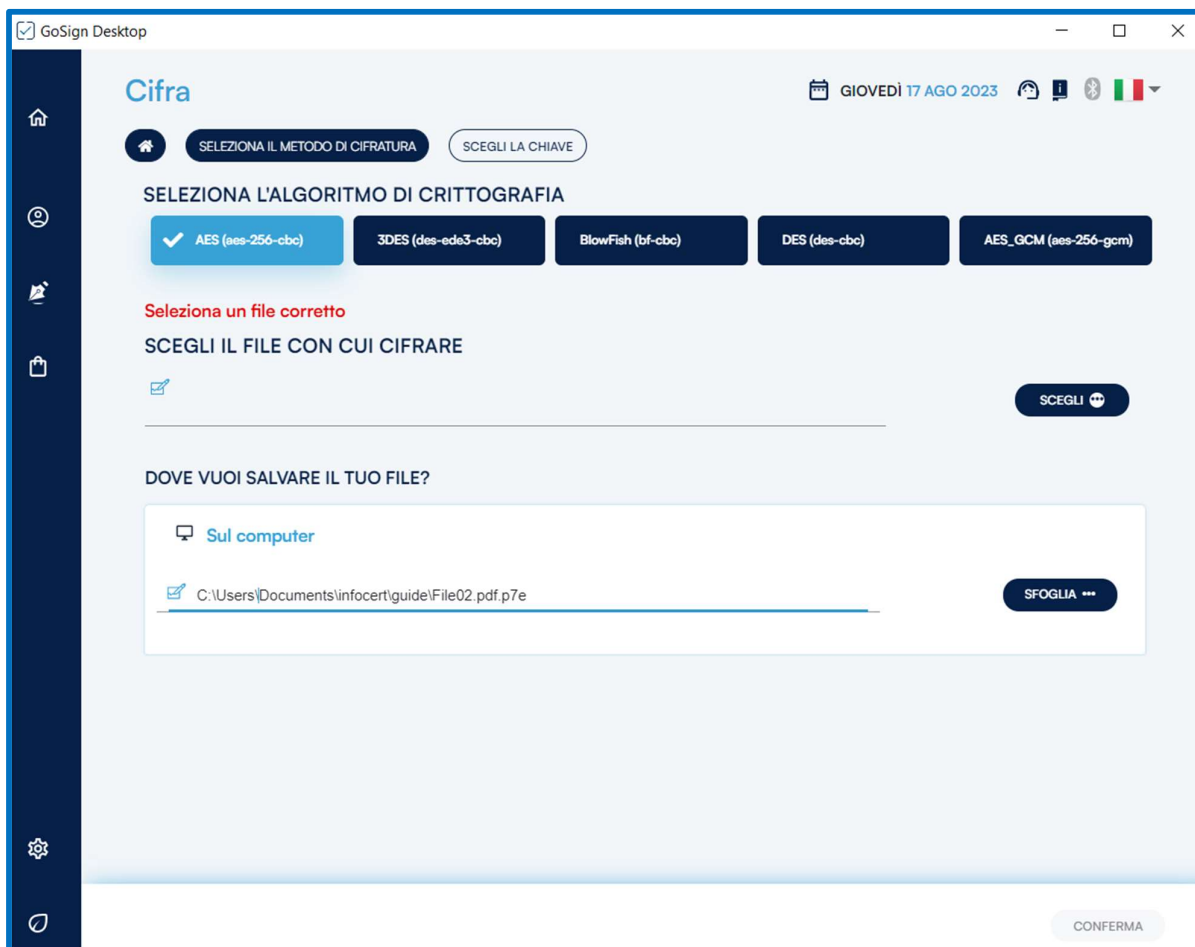 GoSign Desktop
Cifra
GIOVEDÌ 17 AGO 2023
SELEZIONA IL METODO DI CIFRATURA
SCEGLI LA CHIAVE
SELEZIONA L'ALGORITMO DI CRITTOGRAFIA
AES (aes-256-cbc)
3DES (des-ede3-cbc)
BlowFish (bf-cbc)
DES (des-cbc)
AES_GCM (aes-256-gcm)
Seleziona un file corretto
SCEGLI IL FILE CON CUI CIFRARE
SCEGLI
DOVE VUOI SALVARE IL TUO FILE?
Sul computer
C:\Users\Documents\infocert\guide\File02.pdf.p7e
SFOGLIA
CONFERMA